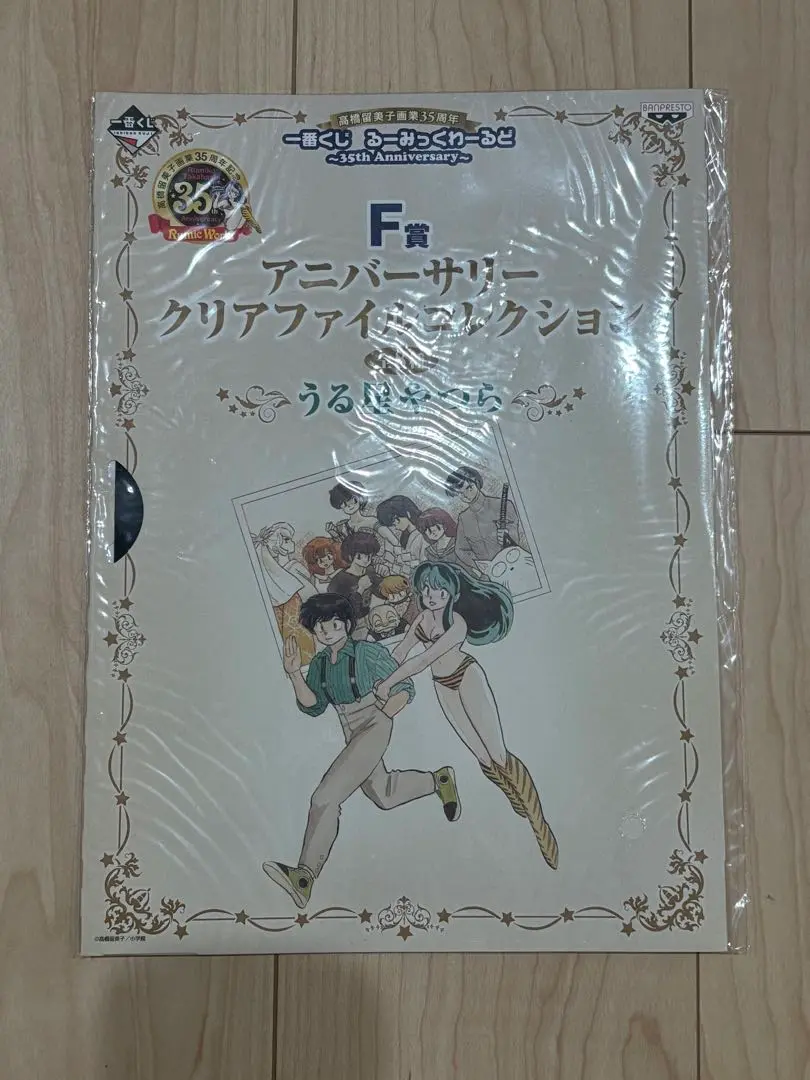 一番くじ
ICHIBAN KUJI
BANPRESTO
高橋留美子画業35周年
一番くじ るーみっくわーるど
～35th Anniversary～
高橋留美子画業35周年記念
Rumiko Takahashi
35th
Anniversary
Rumic World
F賞
アニバーサリー
クリアファイルコレクション
うる星やつら
©高橋留美子／小学館